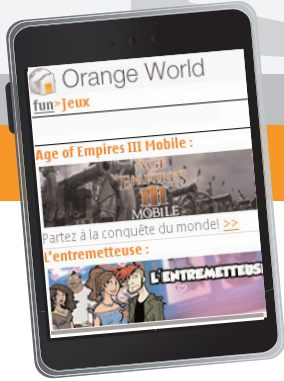 Orange World
fun>Jeux
Age of Empires III Mobile :
AGE OF
EMPIRES
III
MOBILE
Partez à la conquête du monde! >>
L'entremetteuse :
L'ENTREMETTEUS